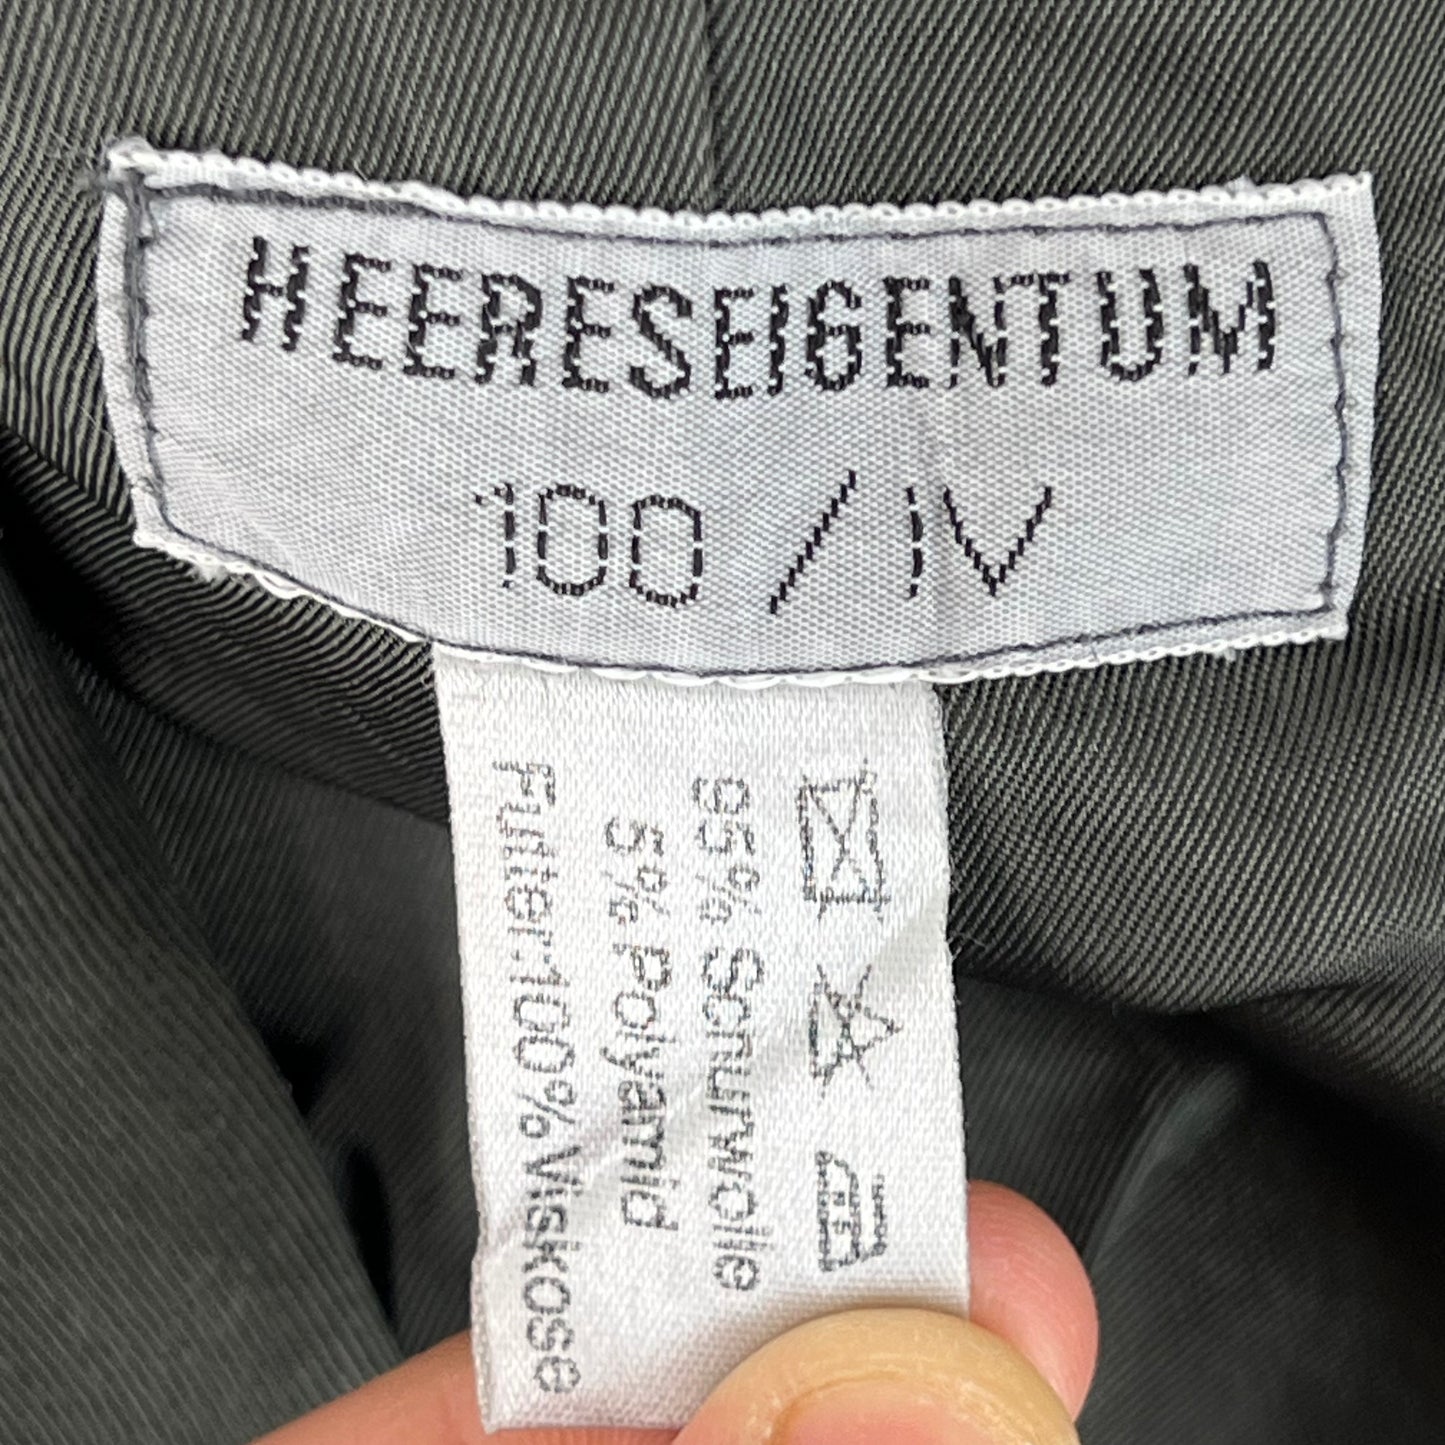 HEERESEIGENTUM
100 / IV
95% Schurwolle
5% Polyamid
Futter:100% Viskose